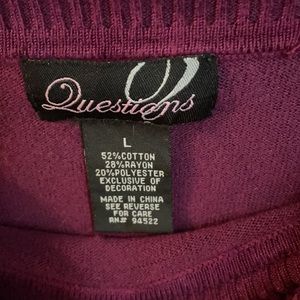 Questions
L
52%COTTON
28%RAYON
20%POLYESTER
EXCLUSIVE OF
DECORATION
MADE IN CHINA
SEE REVERSE
FOR CARE
RN# 94522